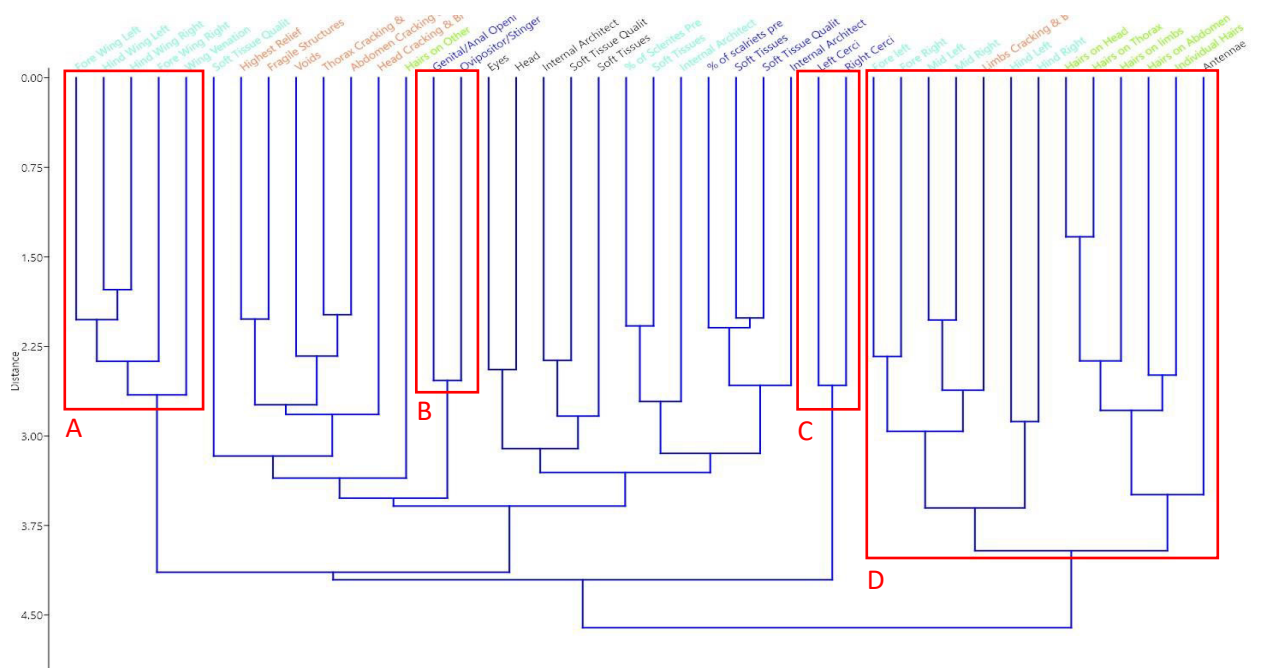 Fore Wing Left
Hind Wing Left
Hind Wing Right
Fore Wing Right
Wing Venation
Soft Tissue Qualit
Highest Relief
Fragile Structures
Voids
Thorax Cracking &
Abdomen Cracking
Head Cracking & Br
Hairs on Other
Genital/Anal Openi
Ovipositor/Stinger
Eyes
Head
Internal Architect
Soft Tissue Qualit
Soft Tissues
% of Sclerites Pre
Soft Tissues
Internal Architect
% of scalriets pre
Soft Tissues
Soft Tissue Qualit
Internal Architect
Left Cerci
Right Cerci
Fore left
Fore Right
Mid Left
Mid Right
Limbs Cracking & B
Hind Left
Hind Right
Hairs on Head
Hairs on Thorax
Hairs on limbs
Hairs on Abdomen
Individual Hairs
Antennae
0.00
0.75
1.50
2.25
3.00
3.75
4.50
Distance
A
B
C
D